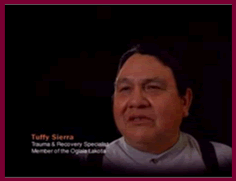 Tuffy Sierra
Trauma & Recovery Specialist
Member of the Oglala Lakota